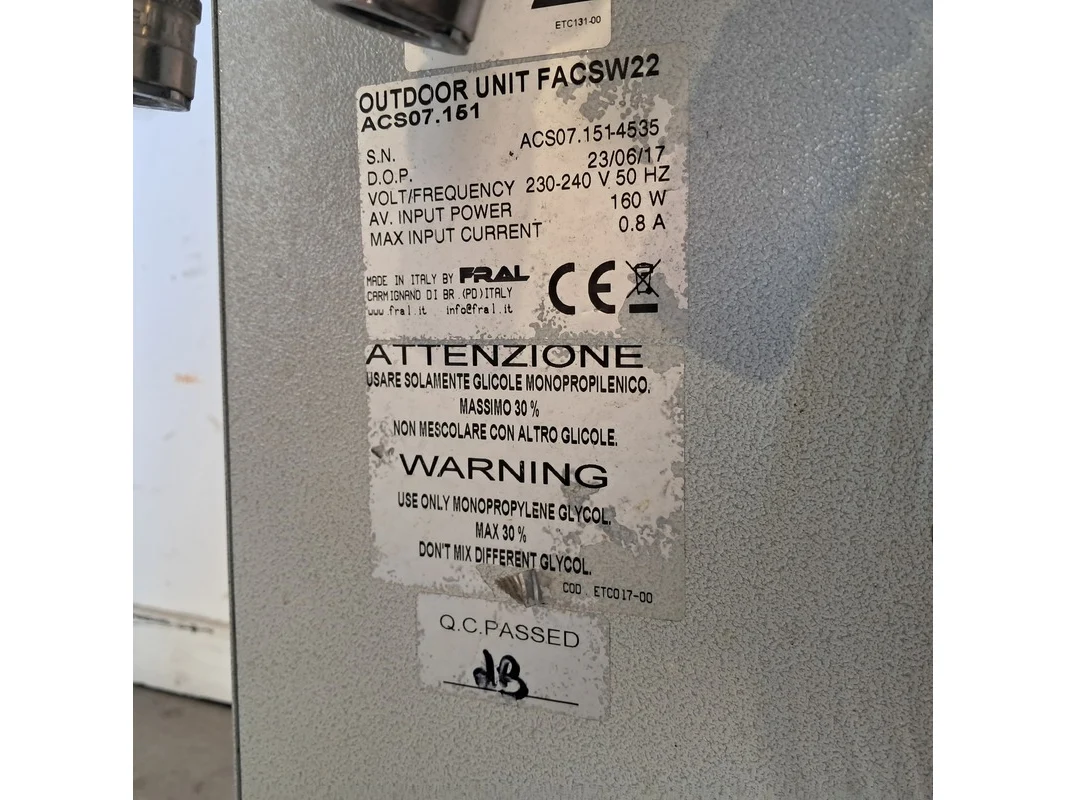 ETC131-00
OUTDOOR UNIT FACSW22
ACS07.151
S.N. ACS07.151-4535
D.O.P. 23/06/17
VOLT/FREQUENCY 230-240 V 50 HZ
AV. INPUT POWER 160 W
MAX INPUT CURRENT 0.8 A
MADE IN ITALY BY FRAL
CARMIGNANO DI BR.(PD)ITALY
www.fral.it info@fral.it
CE
ATTENZIONE
USARE SOLAMENTE GLICOLE MONOPROPILENICO.
MASSIMO 30 %
NON MESCOLARE CON ALTRO GLICOLE.
WARNING
USE ONLY MONOPROPYLENE GLYCOL.
MAX 30 %
DON'T MIX DIFFERENT GLYCOL.
COD. ETC017-00
Q.C.PASSED
dB